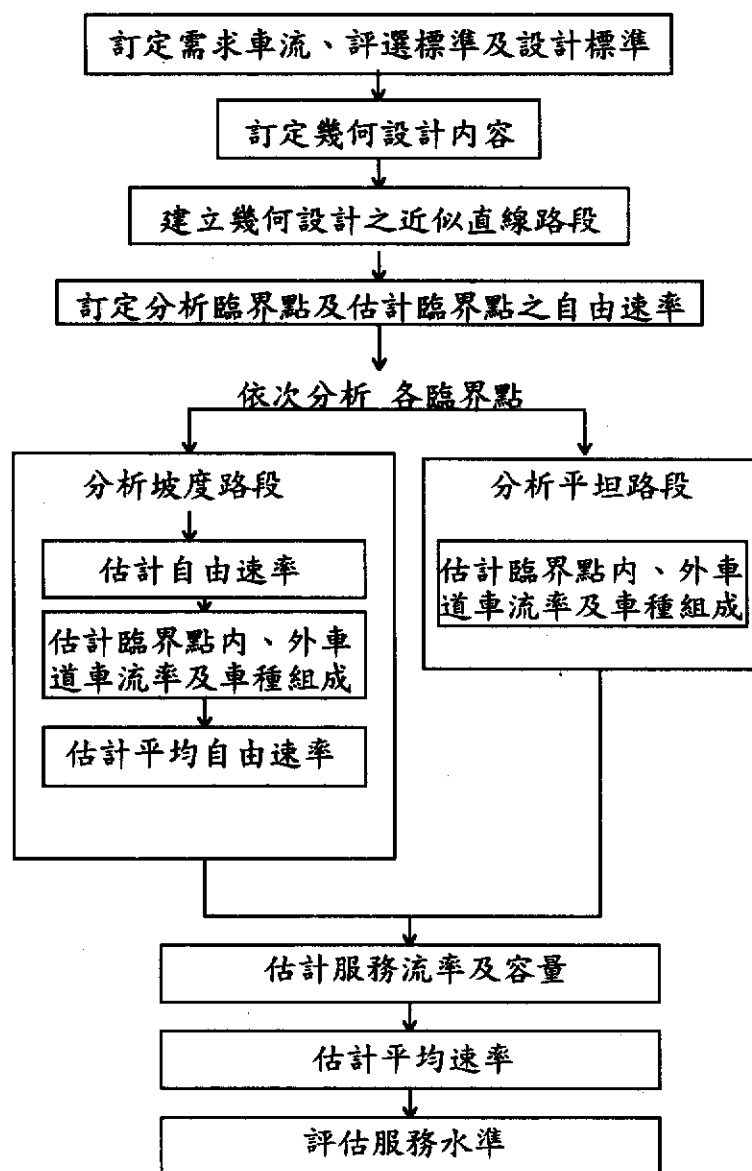 訂定需求車流、評選標準及設計標準
訂定幾何設計內容
建立幾何設計之近似直線路段
訂定分析臨界點及估計臨界點之自由速率
依次分析 各臨界點
分析坡度路段
估計自由速率
估計臨界點內、外車
道車流率及車種組成
估計平均自由速率
分析平坦路段
估計臨界點內、外車
道車流率及車種組成
估計服務流率及容量
估計平均速率
評估服務水準